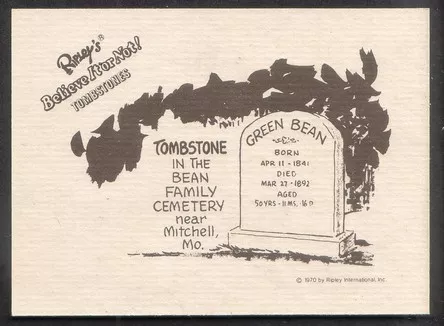 Ripley's®
Believe It or Not!
TOMBSTONES
TOMBSTONE
IN THE
BEAN
FAMILY
CEMETERY
near
Mitchell,
Mo.
GREEN BEAN
BORN
APR 11 - 1841
DIED
MAR 27 - 1892
AGED
50 YRS - 11 MS. 16 D
© 1970 by Ripley International, Inc.